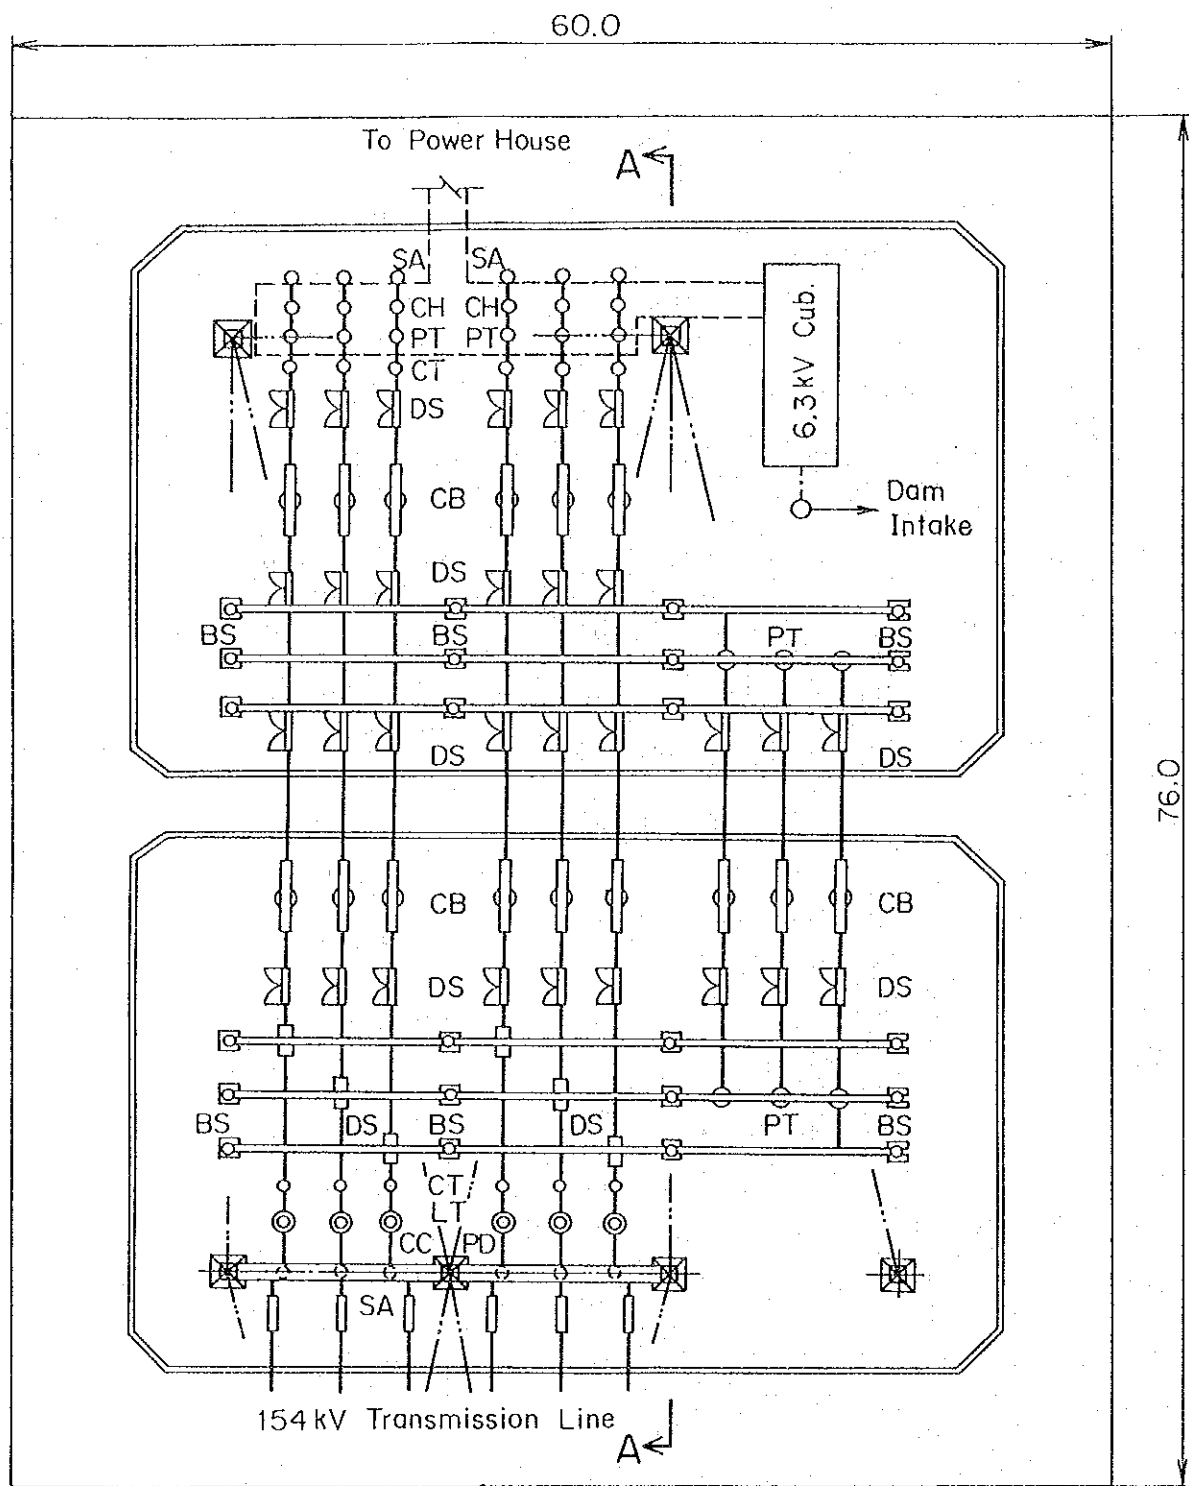 60.0
To Power House
A
SA SA
CH CH
PT PT
CT
DS
6.3kV Cub.
CB
Dam
Intake
DS
BS BS PT BS
DS DS
76.0
CB CB
DS DS
BS DS BS DS PT BS
CT
LT
CC PD
SA
154kV Transmission Line
A